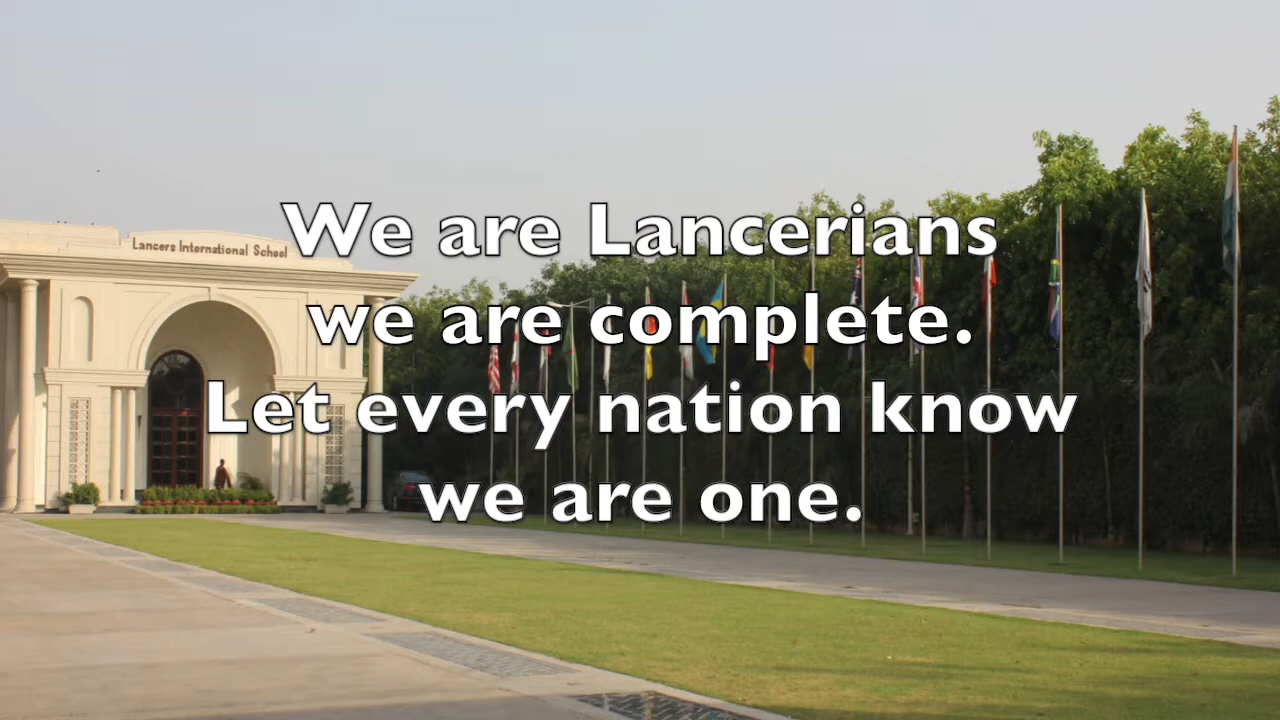 Lancers International School
We are Lancerians
we are complete.
Let every nation know
we are one.